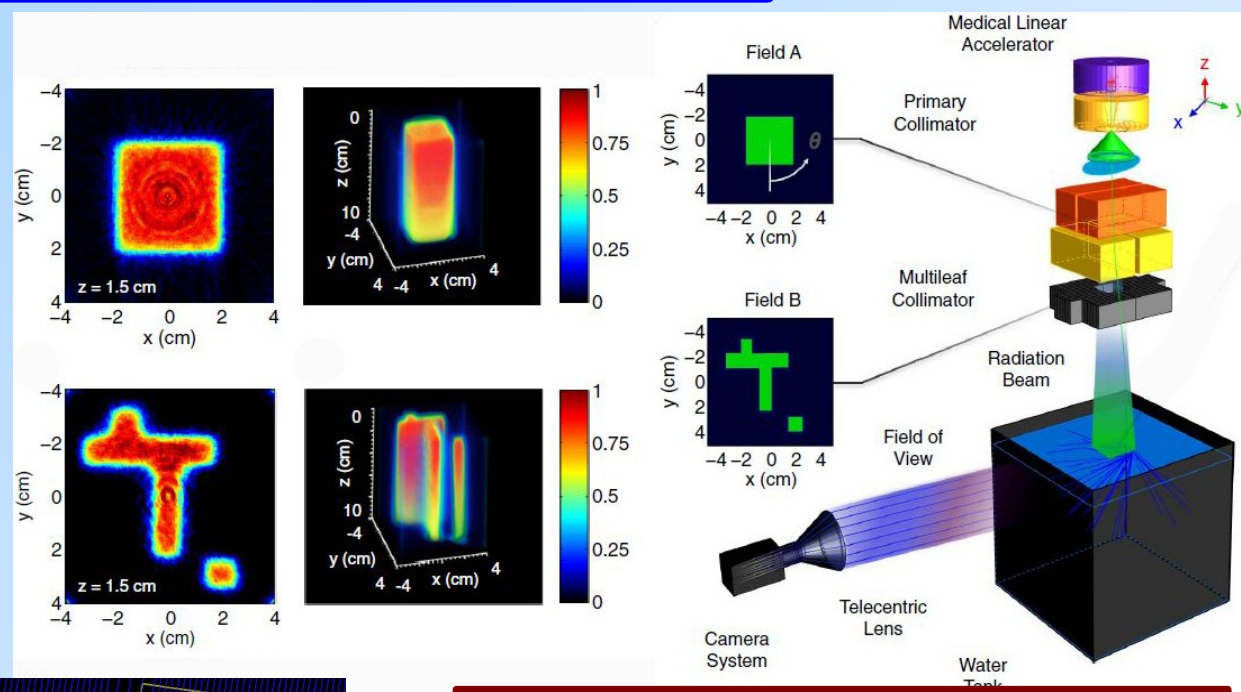 −4
−2
0
2
4
y (cm)
z = 1.5 cm
−4 −2 0 2 4
x (cm)
0
10
z (cm)
−4
y (cm)
4 -4
x (cm)
4
1
0.75
0.5
0.25
0
−4
−2
0
2
4
y (cm)
z = 1.5 cm
−4 −2 0 2 4
x (cm)
0
10
z (cm)
−4
y (cm)
4 -4
x (cm)
4
1
0.75
0.5
0.25
0
Field A
−4
−2
0
2
4
y (cm)
θ
−4 −2 0 2 4
x (cm)
Field B
−4
−2
0
2
4
y (cm)
−4 −2 0 2 4
x (cm)
Medical Linear
Accelerator
z
x
y
Primary
Collimator
Multileaf
Collimator
Radiation
Beam
Field of
View
Telecentric
Lens
Camera
System
Water
Tank